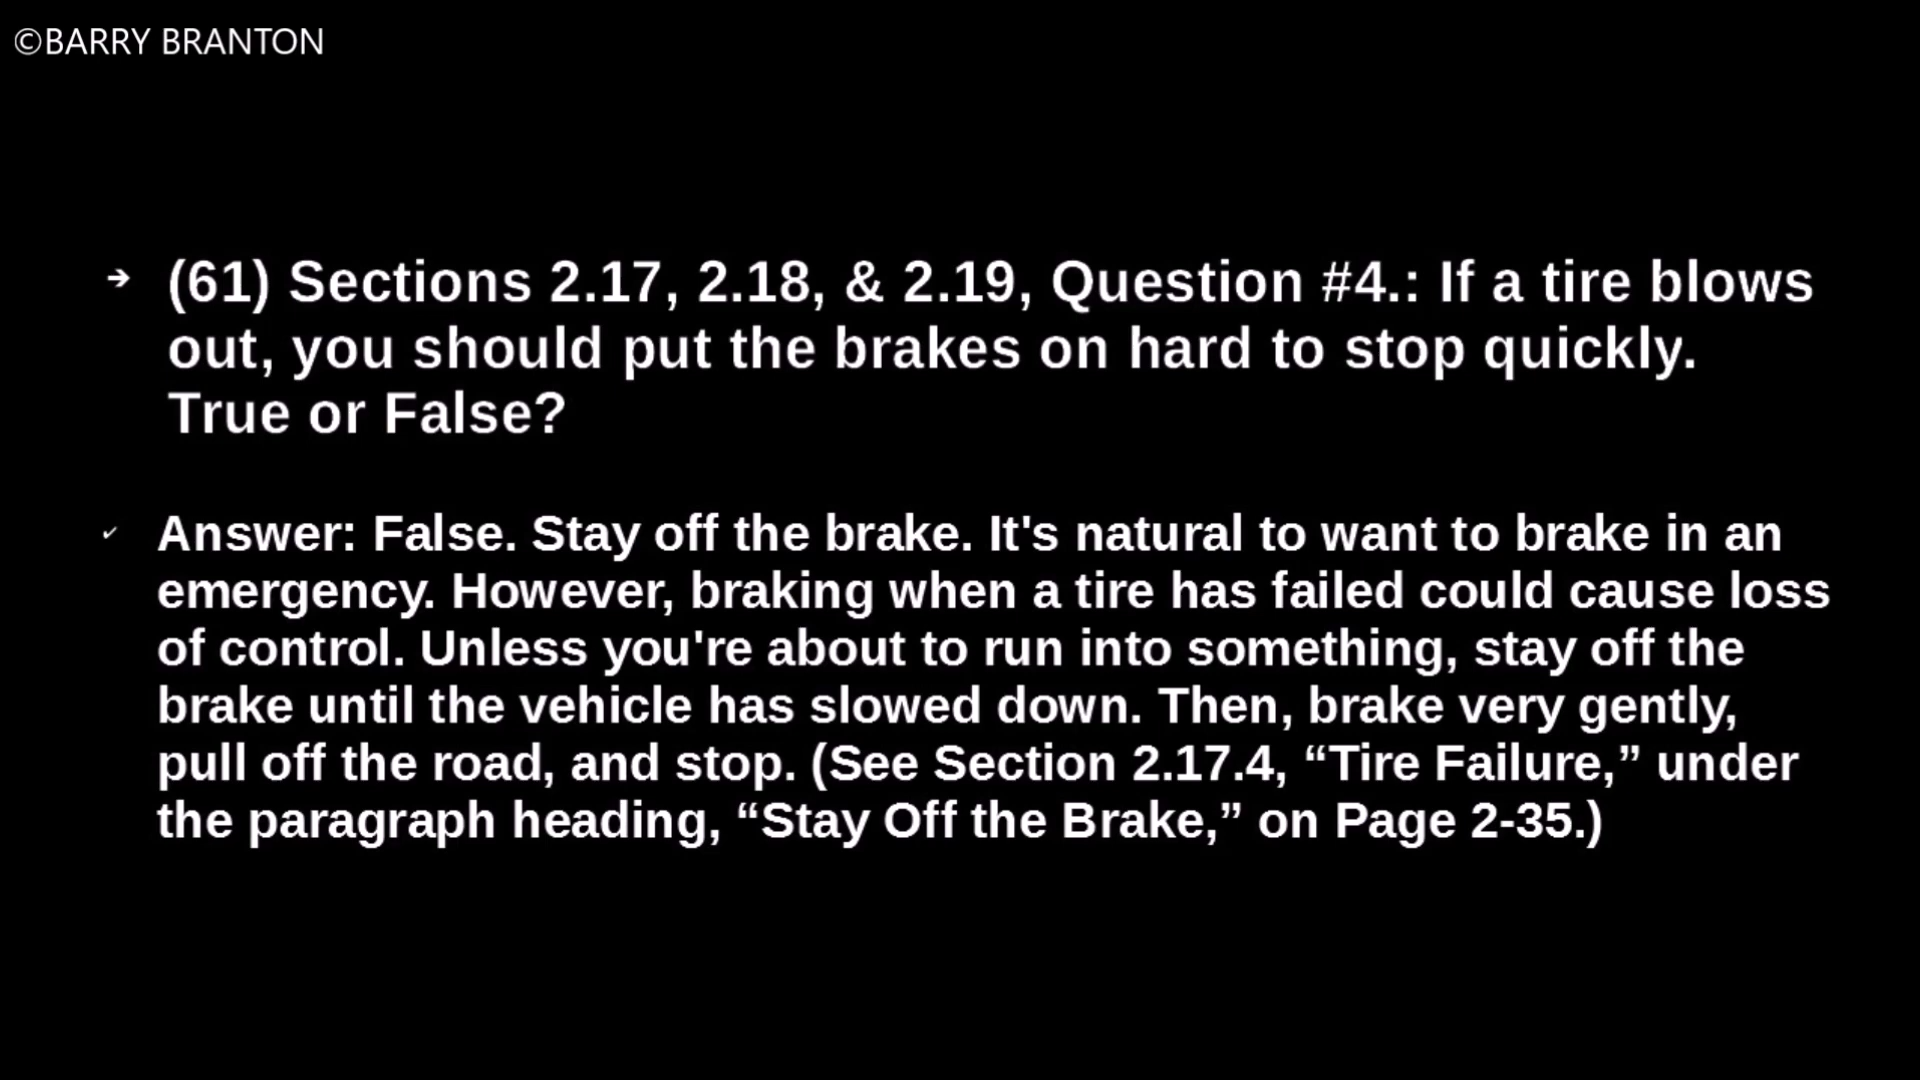 ©BARRY BRANTON
➔ (61) Sections 2.17, 2.18, & 2.19, Question #4.: If a tire blows
out, you should put the brakes on hard to stop quickly.
True or False?
✓ Answer: False. Stay off the brake. It's natural to want to brake in an
emergency. However, braking when a tire has failed could cause loss
of control. Unless you're about to run into something, stay off the
brake until the vehicle has slowed down. Then, brake very gently,
pull off the road, and stop. (See Section 2.17.4, “Tire Failure,” under
the paragraph heading, “Stay Off the Brake,” on Page 2-35.)